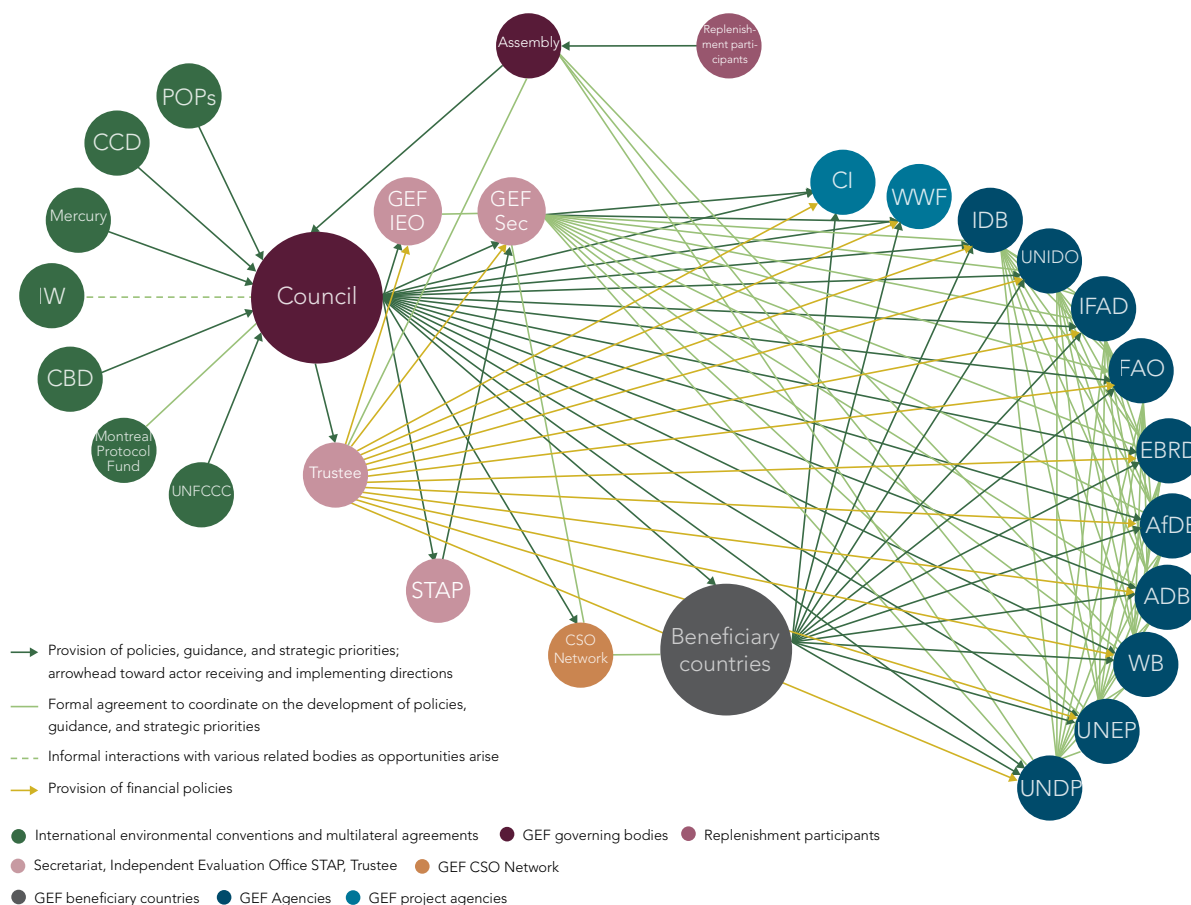 Assembly
Replenish-
ment parti-
cipants
POPs
CCD
Mercury
IW
CBD
Montreal
Protocol
Fund
UNFCCC
Council
GEF
IEO
GEF
Sec
Trustee
STAP
CSO
Network
Beneficiary
countries
CI
WWF
IDB
UNIDO
IFAD
FAO
EBRD
AfDB
ADB
WB
UNEP
UNDP
Provision of policies, guidance, and strategic priorities;
arrowhead toward actor receiving and implementing directions
Formal agreement to coordinate on the development of policies,
guidance, and strategic priorities
Informal interactions with various related bodies as opportunities arise
Provision of financial policies
International environmental conventions and multilateral agreements
GEF governing bodies
Replenishment participants
Secretariat, Independent Evaluation Office STAP, Trustee
GEF CSO Network
GEF beneficiary countries
GEF Agencies
GEF project agencies